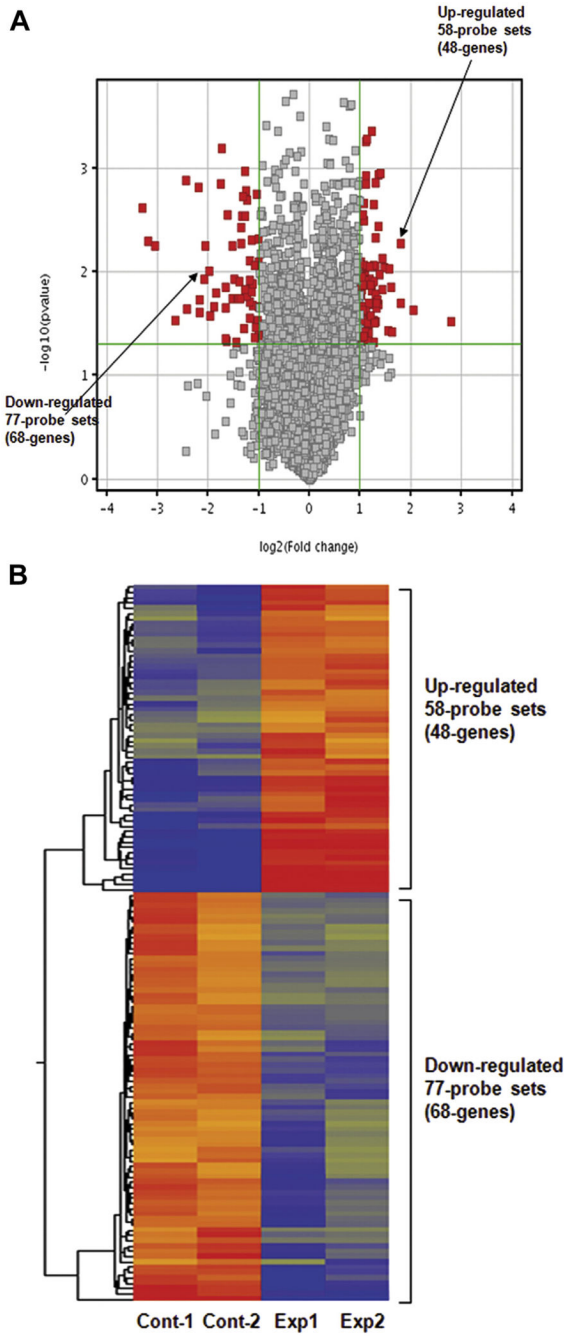 A
Up-regulated
58-probe sets
(48-genes)
3
2
1
0
-log10(pvalue)
Down-regulated
77-probe sets
(68-genes)
-4 -3 -2 -1 0 1 2 3 4
log2(Fold change)
B
Up-regulated
58-probe sets
(48-genes)
Down-regulated
77-probe sets
(68-genes)
Cont-1 Cont-2 Exp1 Exp2